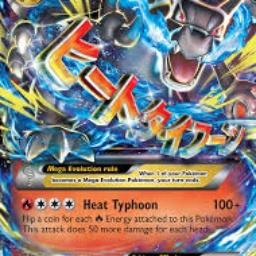 ヒートタイフーン
Mega Evolution rule
When 1 of your Pokémon
becomes a Mega Evolution Pokémon, your turn ends.
Heat Typhoon 100+
Flip a coin for each Energy attached to this Pokémon.
This attack does 50 more damage for each heads.